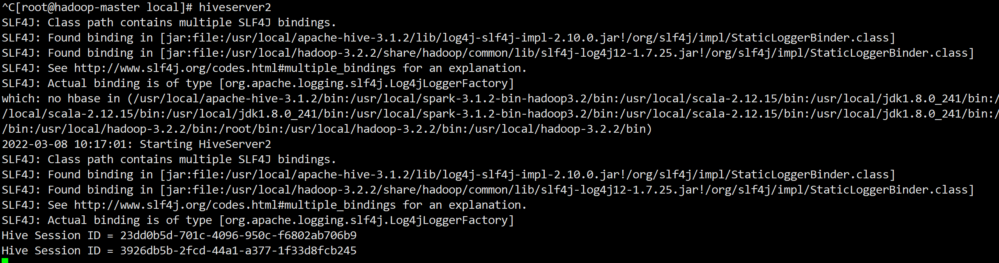 ^C[root@hadoop-master local]# hiveserver2
SLF4J: Class path contains multiple SLF4J bindings.
SLF4J: Found binding in [jar:file:/usr/local/apache-hive-3.1.2/lib/log4j-slf4j-impl-2.10.0.jar!/org/slf4j/impl/StaticLoggerBinder.class]
SLF4J: Found binding in [jar:file:/usr/local/hadoop-3.2.2/share/hadoop/common/lib/slf4j-log4j12-1.7.25.jar!/org/slf4j/impl/StaticLoggerBinder.class]
SLF4J: See http://www.slf4j.org/codes.html#multiple_bindings for an explanation.
SLF4J: Actual binding is of type [org.apache.logging.slf4j.Log4jLoggerFactory]
which: no hbase in (/usr/local/apache-hive-3.1.2/bin:/usr/local/spark-3.1.2-bin-hadoop3.2/bin:/usr/local/scala-2.12.15/bin:/usr/local/jdk1.8.0_241/bin:/
/local/scala-2.12.15/bin:/usr/local/jdk1.8.0_241/bin:/usr/local/spark-3.1.2-bin-hadoop3.2/bin:/usr/local/scala-2.12.15/bin:/usr/local/jdk1.8.0_241/bin:/
/bin:/usr/local/hadoop-3.2.2/bin:/root/bin:/usr/local/hadoop-3.2.2/bin:/usr/local/hadoop-3.2.2/bin)
2022-03-08 10:17:01: Starting HiveServer2
SLF4J: Class path contains multiple SLF4J bindings.
SLF4J: Found binding in [jar:file:/usr/local/apache-hive-3.1.2/lib/log4j-slf4j-impl-2.10.0.jar!/org/slf4j/impl/StaticLoggerBinder.class]
SLF4J: Found binding in [jar:file:/usr/local/hadoop-3.2.2/share/hadoop/common/lib/slf4j-log4j12-1.7.25.jar!/org/slf4j/impl/StaticLoggerBinder.class]
SLF4J: See http://www.slf4j.org/codes.html#multiple_bindings for an explanation.
SLF4J: Actual binding is of type [org.apache.logging.slf4j.Log4jLoggerFactory]
Hive Session ID = 23dd0b5d-701c-4096-950c-f6802ab706b9
Hive Session ID = 3926db5b-2fcd-44a1-a377-1f33d8fcb245